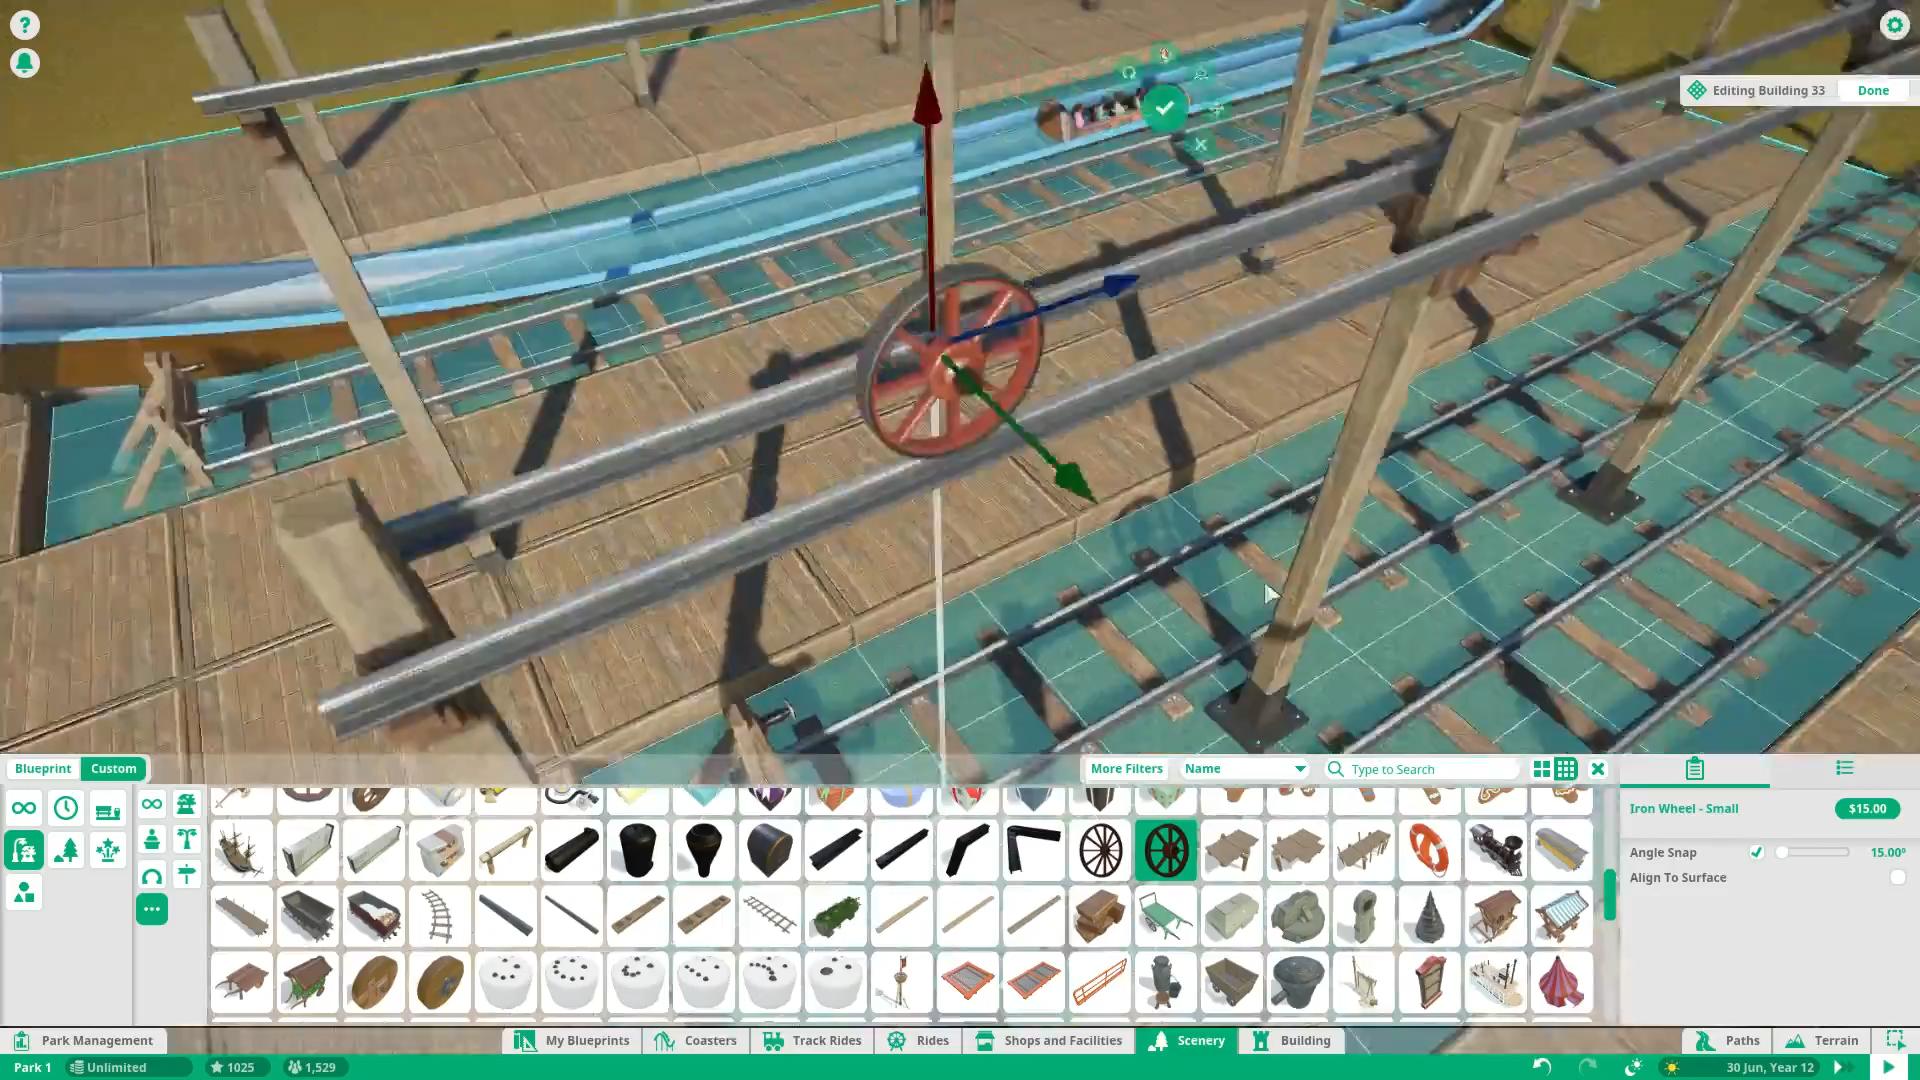 ?
Editing Building 33
Done
Blueprint
Custom
More Filters
Name
Type to Search
Iron Wheel - Small
$15.00
Angle Snap
15.00°
Align To Surface
Park Management
My Blueprints
Coasters
Track Rides
Rides
Shops and Facilities
Scenery
Building
Paths
Terrain
Park 1
Unlimited
1025
1,529
30 Jun, Year 12